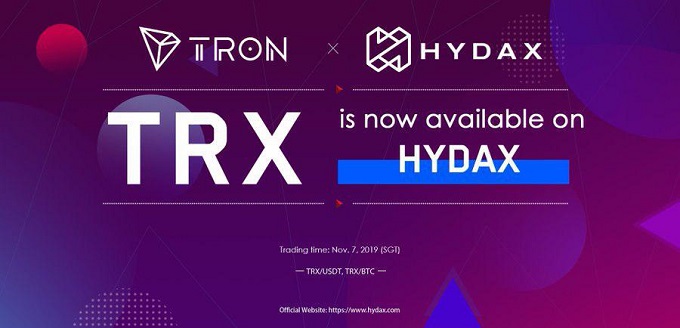 TRON × HYDAX
TRX
is now available on
HYDAX
Trading time: Nov. 7, 2019 (SGT)
— TRX/USDT, TRX/BTC —
Official Website: https://www.hydax.com